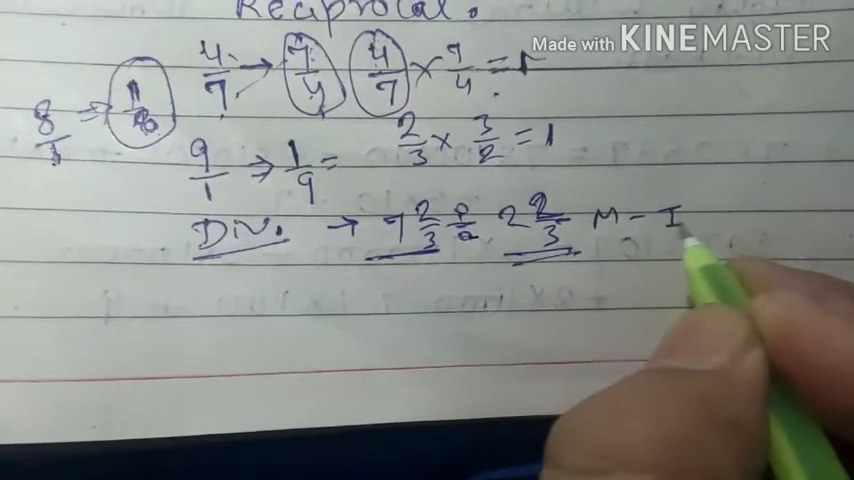 Reciprocal.
Made with KINEMASTER
4/7 → 7/4 4/7 × 7/4 = 1
8/1 ⇒ 1/8
9/1 ⇒ 1/9 = 2/3 × 3/2 = 1
Div. → 7 2/3 ÷ 2 2/3 M - I